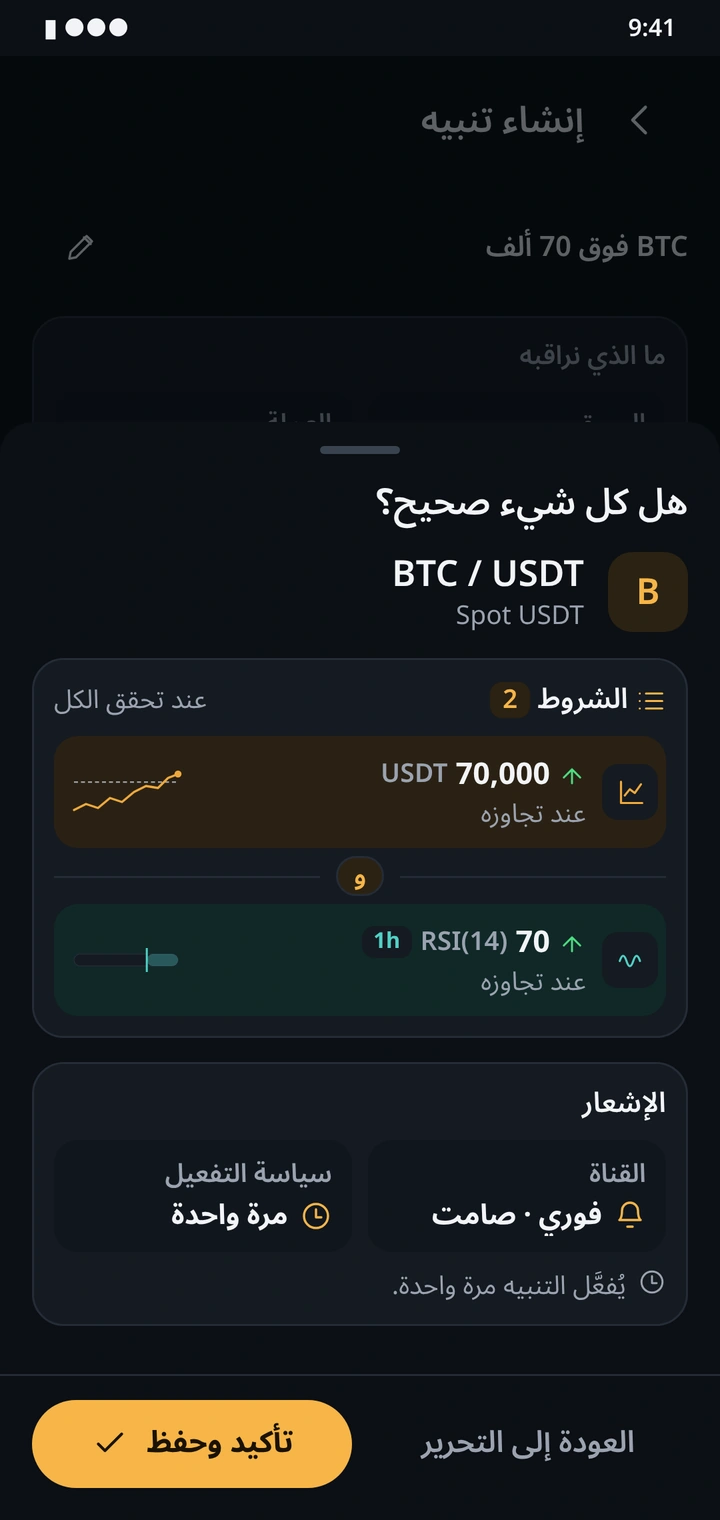 9:41
إنشاء تنبيه
BTC فوق 70 ألف
ما الذي نراقبه
هل كل شيء صحيح؟
B
BTC / USDT
Spot USDT
الشروط 2
عند تحقق الكل
70,000 USDT
عند تجاوزه
و
70 RSI(14) 1h
عند تجاوزه
الإشعار
القناة
فوري · صامت
سياسة التفعيل
مرة واحدة
يُفعَّل التنبيه مرة واحدة.
العودة إلى التحرير
تأكيد وحفظ